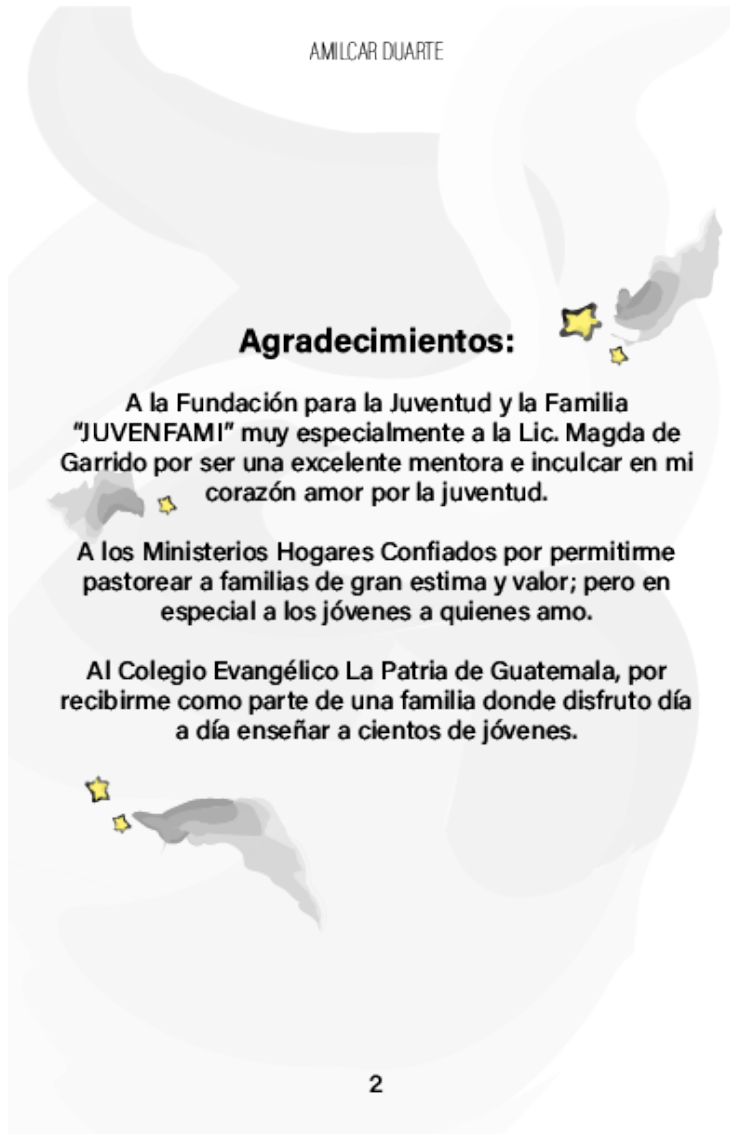 AMILCAR DUARTE
Agradecimientos:
A la Fundación para la Juventud y la Familia
“JUVENFAMI” muy especialmente a la Lic. Magda de
Garrido por ser una excelente mentora e inculcar en mi
corazón amor por la juventud.
A los Ministerios Hogares Confiados por permitirme
pastorear a familias de gran estima y valor; pero en
especial a los jóvenes a quienes amo.
Al Colegio Evangélico La Patria de Guatemala, por
recibirme como parte de una familia donde disfruto día
a día enseñar a cientos de jóvenes.
2